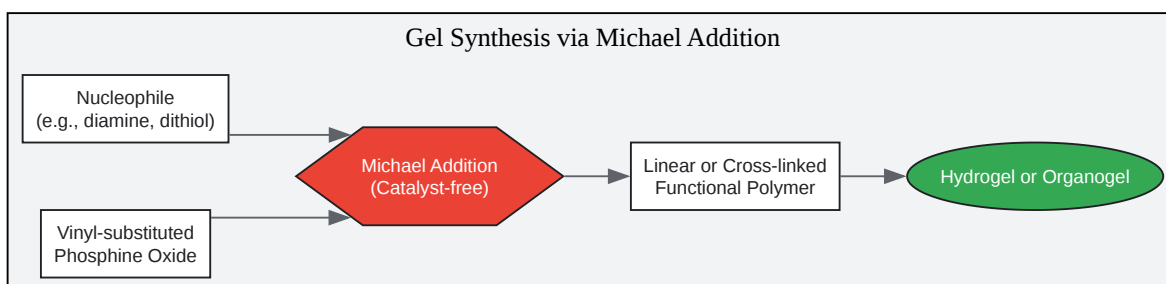 Gel Synthesis via Michael Addition
Nucleophile
(e.g., diamine, dithiol)
Vinyl-substituted
Phosphine Oxide
Michael Addition
(Catalyst-free)
Linear or Cross-linked
Functional Polymer
Hydrogel or Organogel